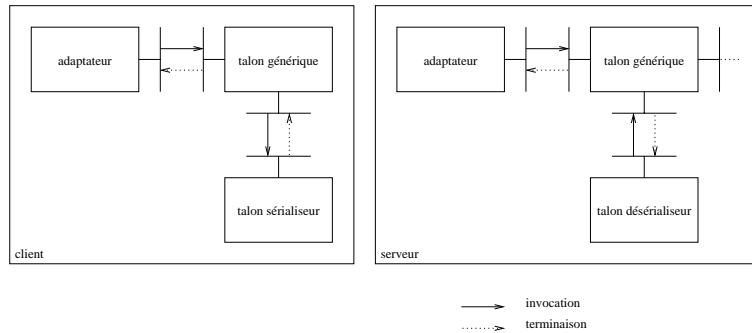 adaptateur
talon générique
talon sérialiseur
client
adaptateur
talon générique
talon désérialiseur
serveur
invocation
terminaison